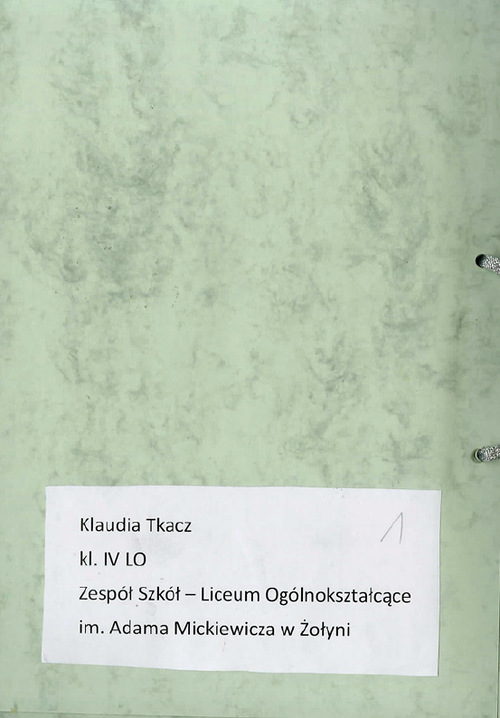 Klaudia Tkacz
1
kl. IV LO
Zespół Szkół – Liceum Ogólnokształcące
im. Adama Mickiewicza w Żołyni